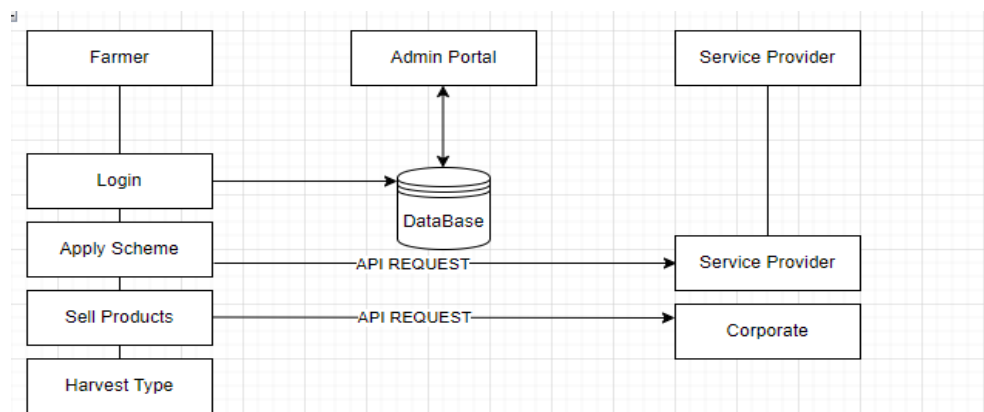 Farmer
Admin Portal
Service Provider
Login
DataBase
Apply Scheme
API REQUEST
Service Provider
Sell Products
API REQUEST
Corporate
Harvest Type